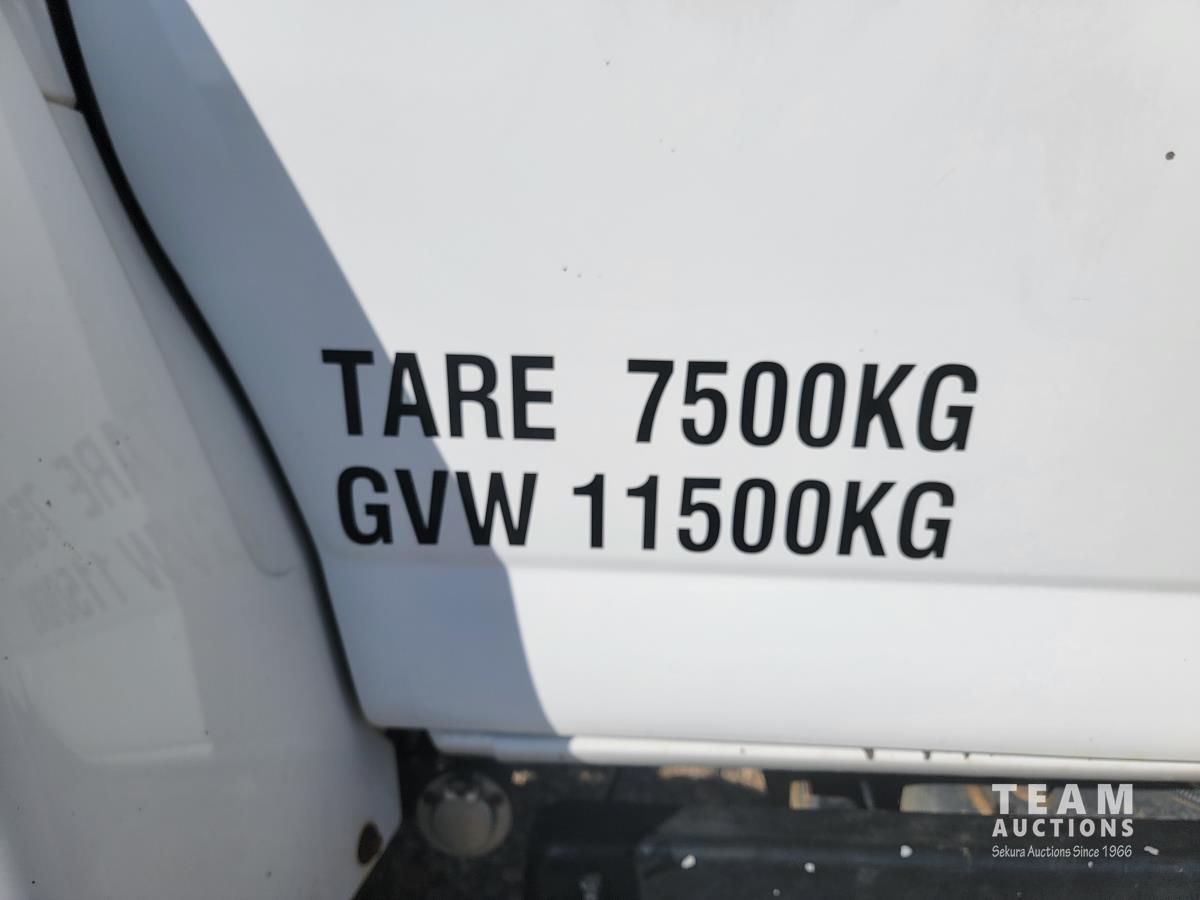 TARE 7500KG
GVW 11500KG
TEAM
AUCTIONS
Sekura Auctions Since 1966